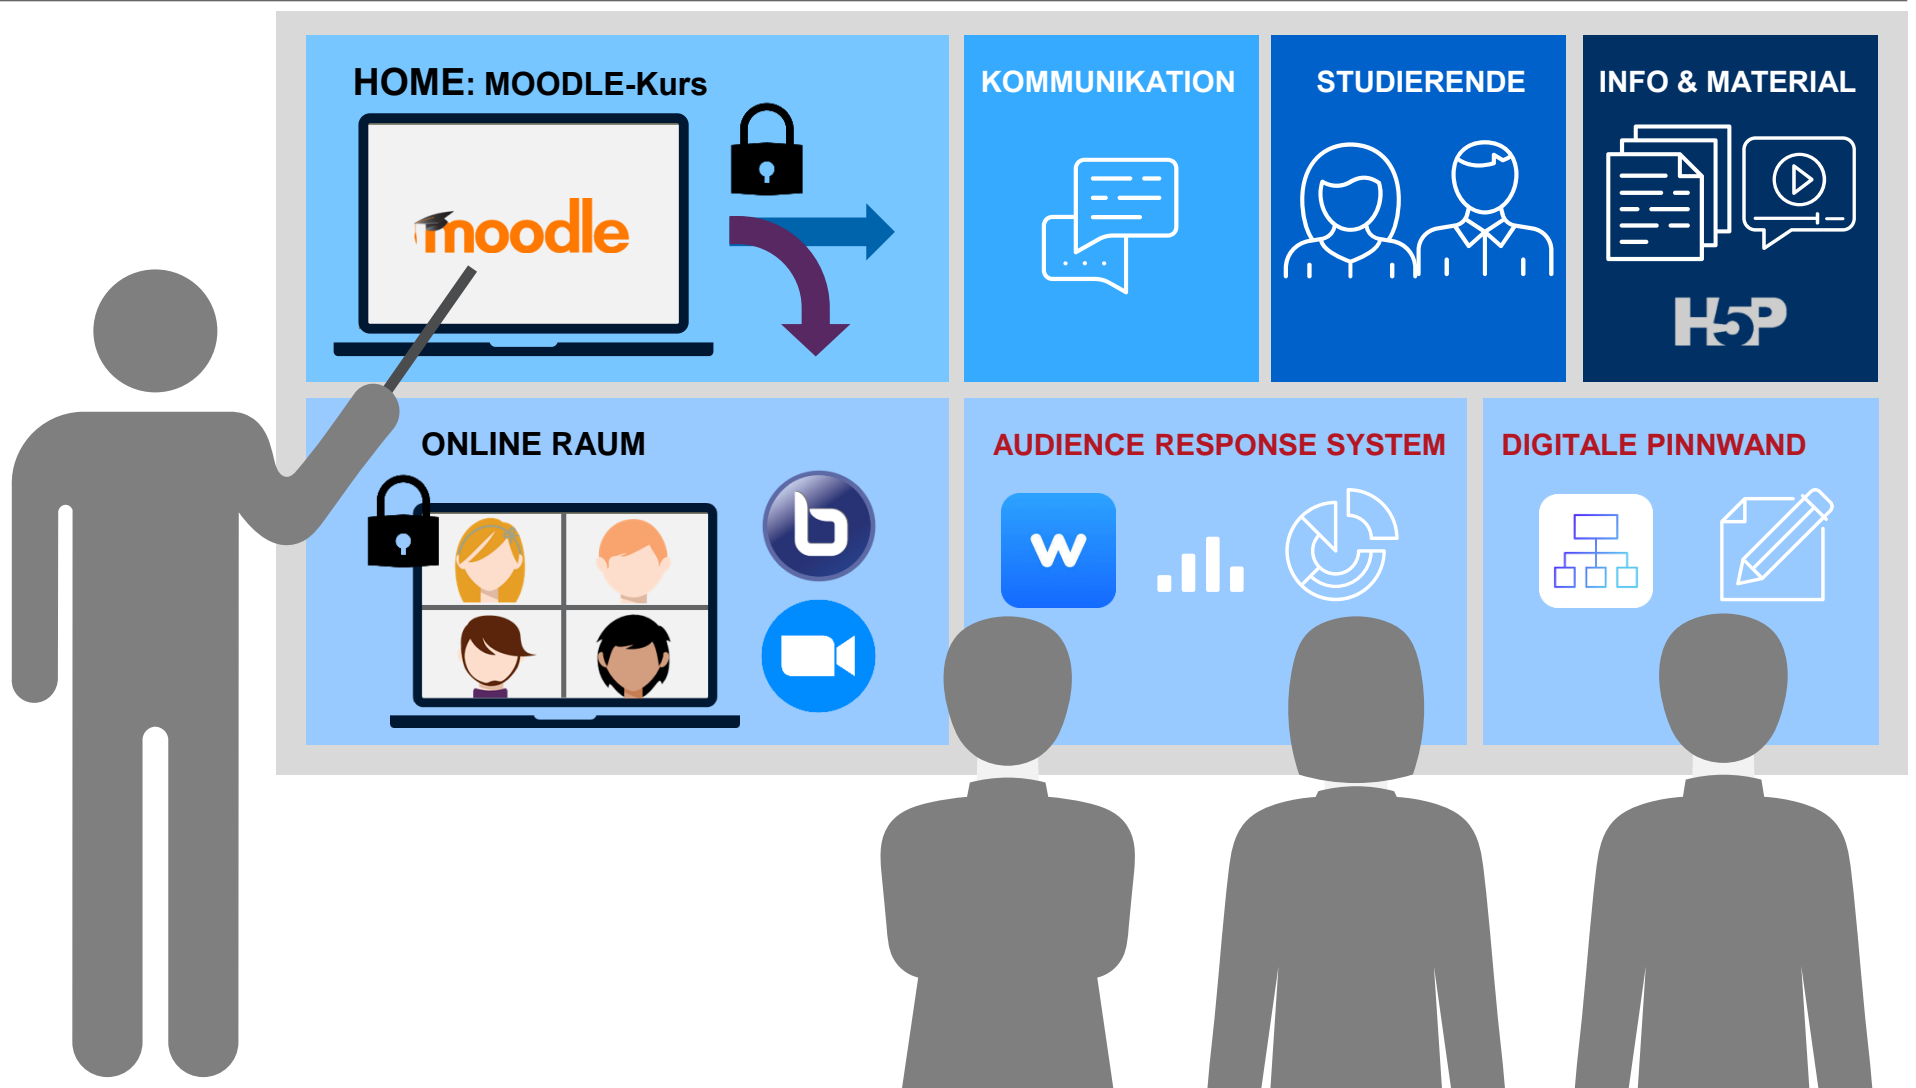 HOME: MOODLE-Kurs
moodle
KOMMUNIKATION
STUDIERENDE
INFO & MATERIAL
H5P
ONLINE RAUM
b
AUDIENCE RESPONSE SYSTEM
w
DIGITALE PINNWAND